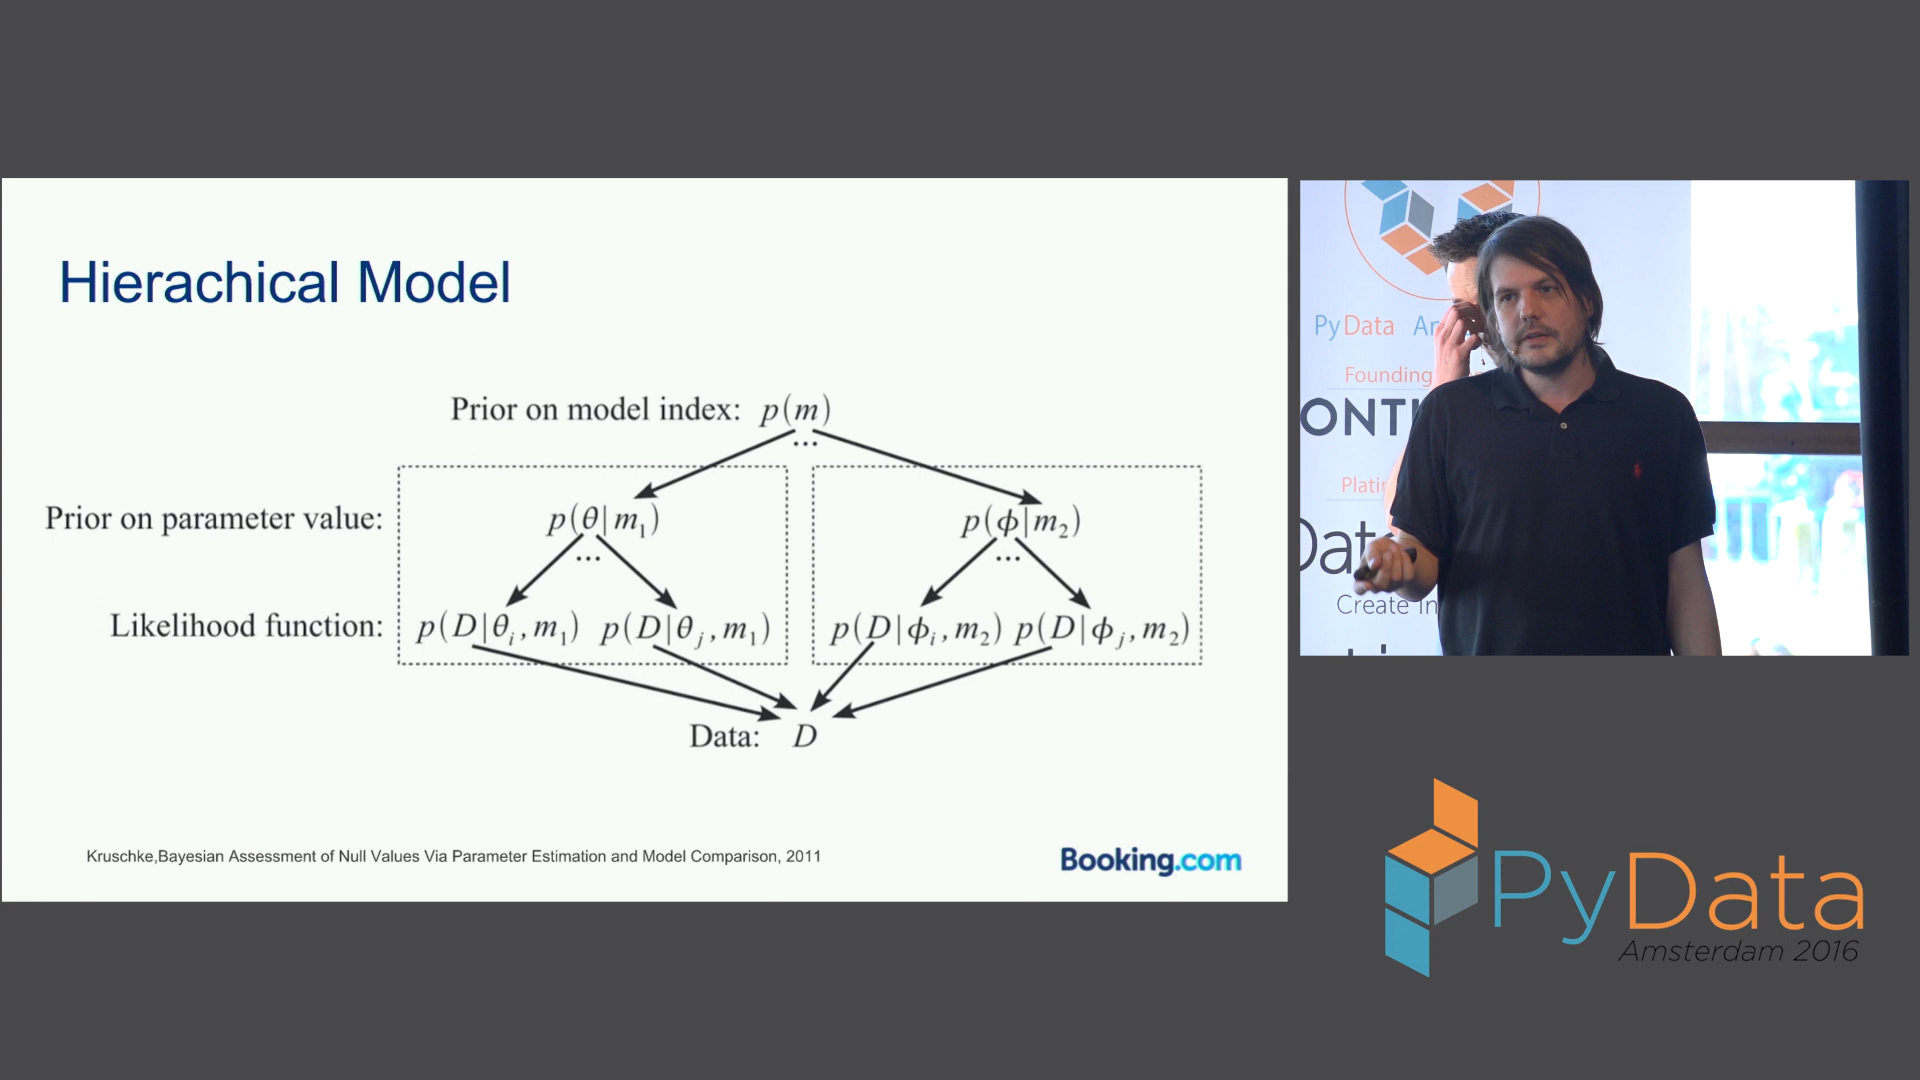 Hierachical Model
Prior on model index: p(m)
...
Prior on parameter value: p(θ|m₁) p(ϕ|m₂)
... ...
Likelihood function: p(D|θᵢ,m₁) p(D|θⱼ,m₁) p(D|ϕᵢ,m₂) p(D|ϕⱼ,m₂)
Data: D
Kruschke,Bayesian Assessment of Null Values Via Parameter Estimation and Model Comparison, 2011
Booking.com
PyData
Founding
Create In
PyData
Amsterdam 2016